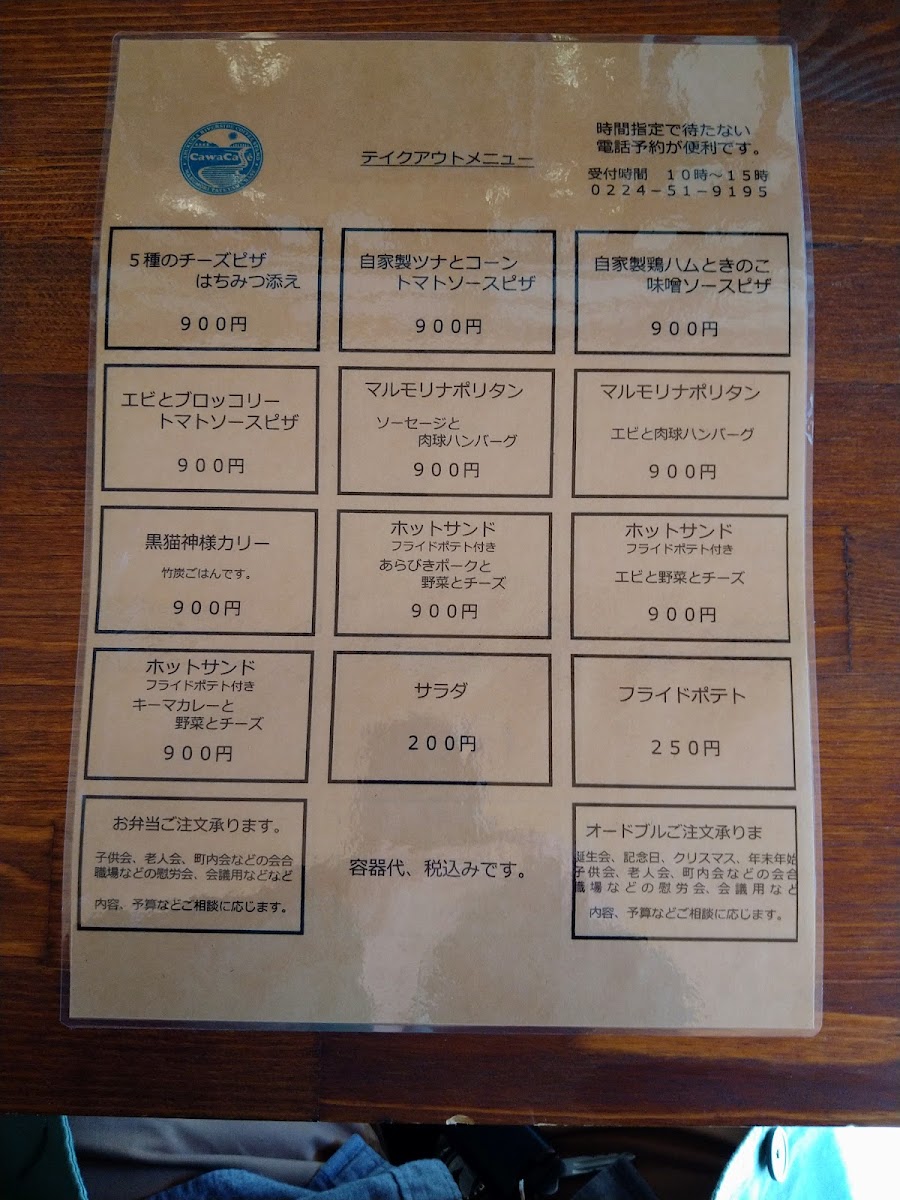 CawaCafe
テイクアウトメニュー
時間指定で待たない
電話予約が便利です。
受付時間　１０時～１５時
０２２４－５１－９１９５
５種のチーズピザ
はちみつ添え
９００円
自家製ツナとコーン
トマトソースピザ
９００円
自家製鶏ハムときのこ
味噌ソースピザ
９００円
エビとブロッコリー
トマトソースピザ
９００円
マルモリナポリタン
ソーセージと
肉球ハンバーグ
９００円
マルモリナポリタン
エビと肉球ハンバーグ
９００円
黒猫神様カリー
竹炭ごはんです。
９００円
ホットサンド
フライドポテト付き
あらびきポークと
野菜とチーズ
９００円
ホットサンド
フライドポテト付き
エビと野菜とチーズ
９００円
ホットサンド
フライドポテト付き
キーマカレーと
野菜とチーズ
９００円
サラダ
２００円
フライドポテト
２５０円
お弁当ご注文承ります。
子供会、老人会、町内会などの会合
職場などの慰労会、会議用などなど
内容、予算などご相談に応じます。
容器代、税込みです。
オードブルご注文承りま
誕生会、記念日、クリスマス、年末年始
子供会、老人会、町内会などの会合
職場などの慰労会、会議用など
内容、予算などご相談に応じます。